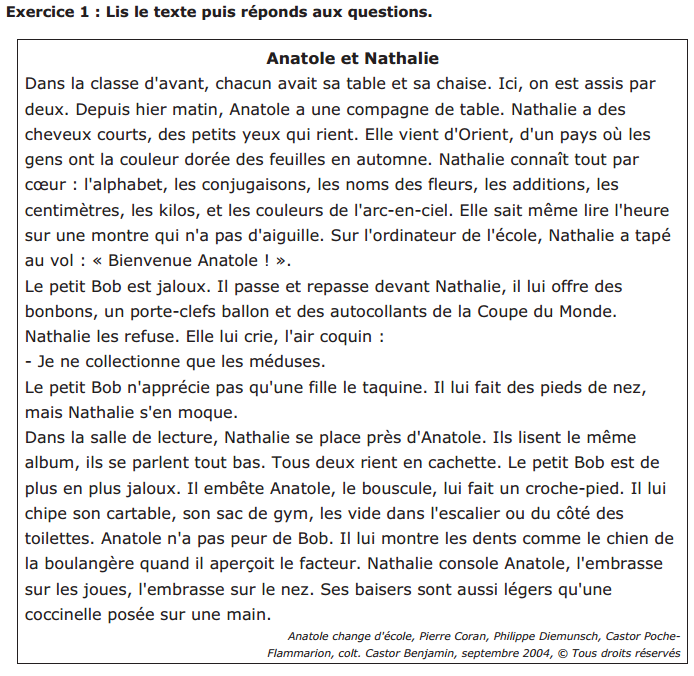 Exercice 1 : Lis le texte puis réponds aux questions.
Anatole et Nathalie
Dans la classe d'avant, chacun avait sa table et sa chaise. Ici, on est assis par
deux. Depuis hier matin, Anatole a une compagne de table. Nathalie a des
cheveux courts, des petits yeux qui rient. Elle vient d'Orient, d'un pays où les
gens ont la couleur dorée des feuilles en automne. Nathalie connaît tout par
cœur : l'alphabet, les conjugaisons, les noms des fleurs, les additions, les
centimètres, les kilos, et les couleurs de l'arc-en-ciel. Elle sait même lire l'heure
sur une montre qui n'a pas d'aiguille. Sur l'ordinateur de l'école, Nathalie a tapé
au vol : « Bienvenue Anatole ! ».
Le petit Bob est jaloux. Il passe et repasse devant Nathalie, il lui offre des
bonbons, un porte-clefs ballon et des autocollants de la Coupe du Monde.
Nathalie les refuse. Elle lui crie, l'air coquin :
- Je ne collectionne que les méduses.
Le petit Bob n'apprécie pas qu'une fille le taquine. Il lui fait des pieds de nez,
mais Nathalie s'en moque.
Dans la salle de lecture, Nathalie se place près d'Anatole. Ils lisent le même
album, ils se parlent tout bas. Tous deux rient en cachette. Le petit Bob est de
plus en plus jaloux. Il embête Anatole, le bouscule, lui fait un croche-pied. Il lui
chipe son cartable, son sac de gym, les vide dans l'escalier ou du côté des
toilettes. Anatole n'a pas peur de Bob. Il lui montre les dents comme le chien de
la boulangère quand il aperçoit le facteur. Nathalie console Anatole, l'embrasse
sur les joues, l'embrasse sur le nez. Ses baisers sont aussi légers qu'une
coccinelle posée sur une main.
Anatole change d'école, Pierre Coran, Philippe Diemunsch, Castor Poche-
Flammarion, colt. Castor Benjamin, septembre 2004, © Tous droits réservés